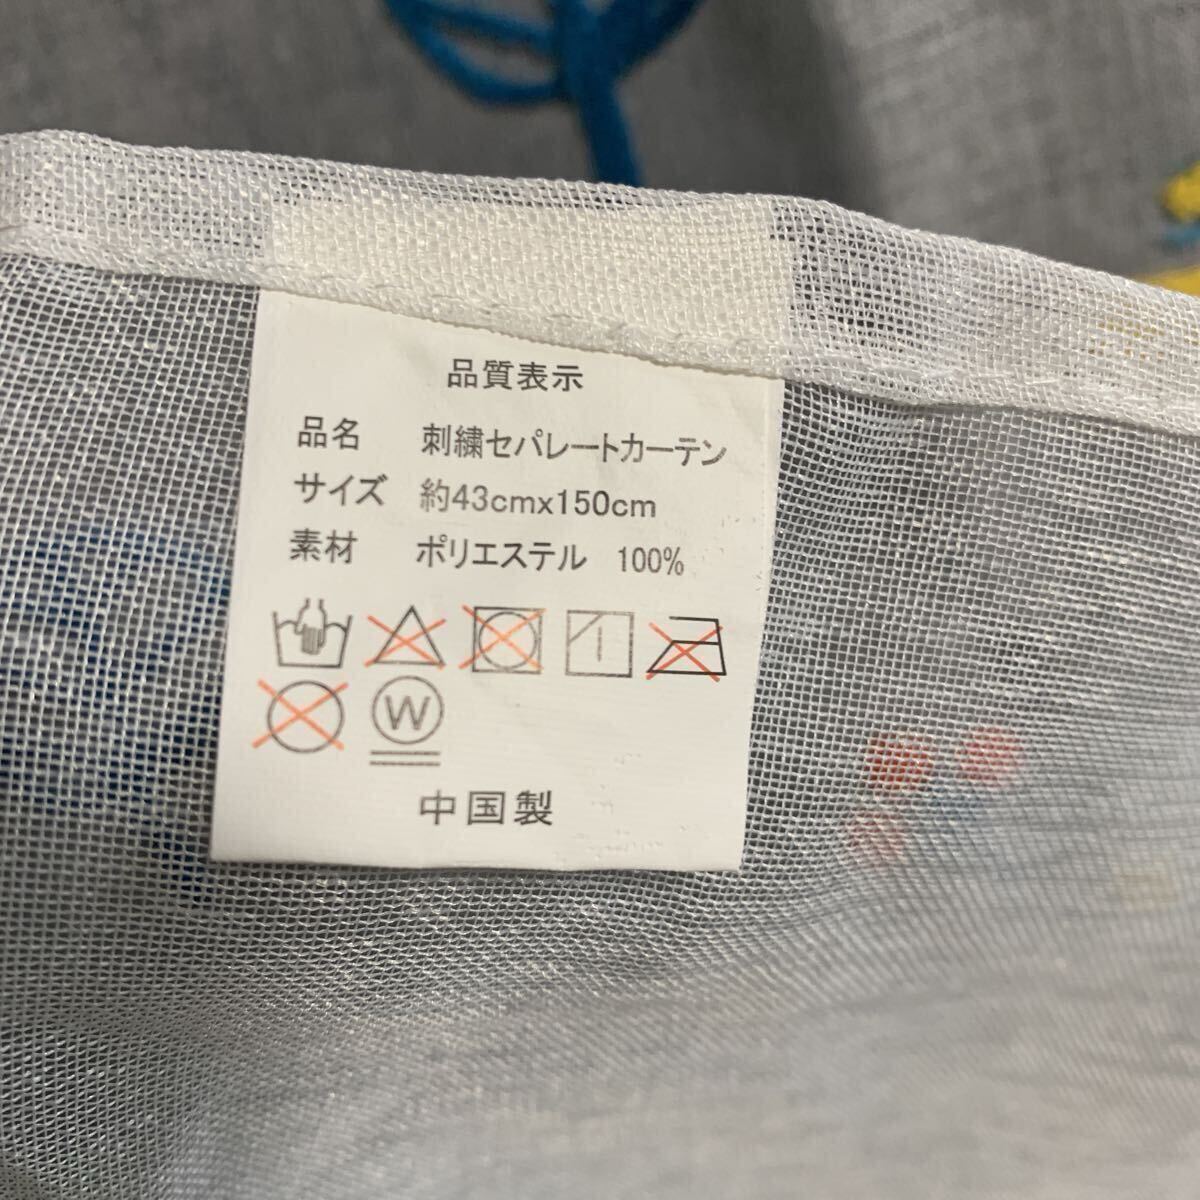 品質表示
品名 刺繍セパレートカーテン
サイズ 約43cmx150cm
素材 ポリエステル 100%
W
中国製